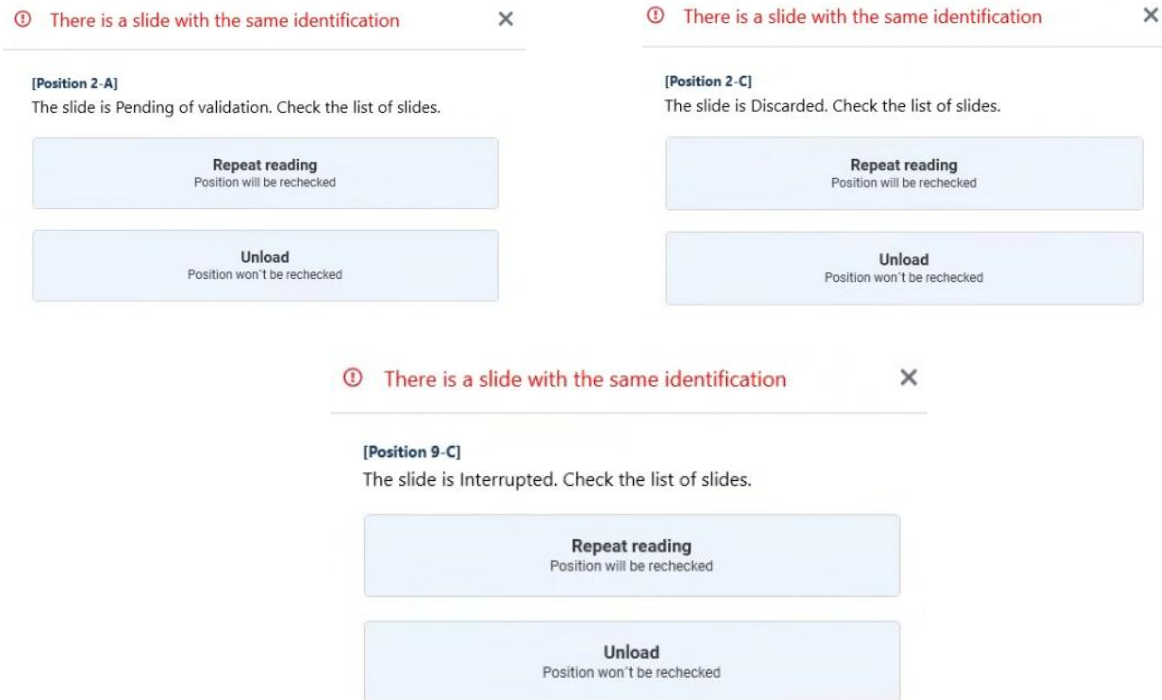 There is a slide with the same identification
[Position 2-A]
The slide is Pending of validation. Check the list of slides.
Repeat reading
Position will be rechecked
Unload
Position won´t be rechecked
There is a slide with the same identification
[Position 2-C]
The slide is Discarded. Check the list of slides.
Repeat reading
Position will be rechecked
Unload
Position won´t be rechecked
There is a slide with the same identification
[Position 9-C]
The slide is Interrupted. Check the list of slides.
Repeat reading
Position will be rechecked
Unload
Position won´t be rechecked